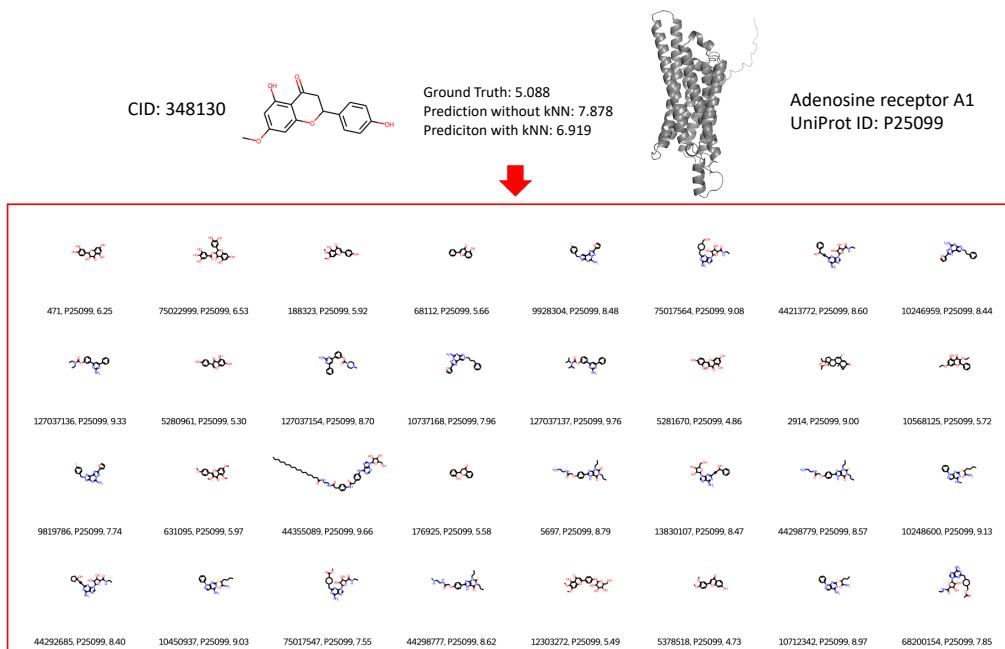 CID: 348130
OH
O
O
O
OH
Ground Truth: 5.088
Prediction without kNN: 7.878
Prediciton with kNN: 6.919
Adenosine receptor A1
UniProt ID: P25099
471, P25099, 6.25
75022999, P25099, 6.53
188323, P25099, 5.92
68112, P25099, 5.66
9928304, P25099, 8.48
75017564, P25099, 9.08
44213772, P25099, 8.60
10246959, P25099, 8.44
127037136, P25099, 9.33
5280961, P25099, 5.30
127037154, P25099, 8.70
10737168, P25099, 7.96
127037137, P25099, 9.76
5281670, P25099, 4.86
2914, P25099, 9.00
10568125, P25099, 5.72
9819786, P25099, 7.74
631095, P25099, 5.97
44355089, P25099, 9.66
176925, P25099, 5.58
5697, P25099, 8.79
13830107, P25099, 8.47
44298779, P25099, 8.57
10248600, P25099, 9.13
44292685, P25099, 8.40
10450937, P25099, 9.03
75017547, P25099, 7.55
44298777, P25099, 8.62
12303272, P25099, 5.49
5378518, P25099, 4.73
10712342, P25099, 8.97
68200154, P25099, 7.85